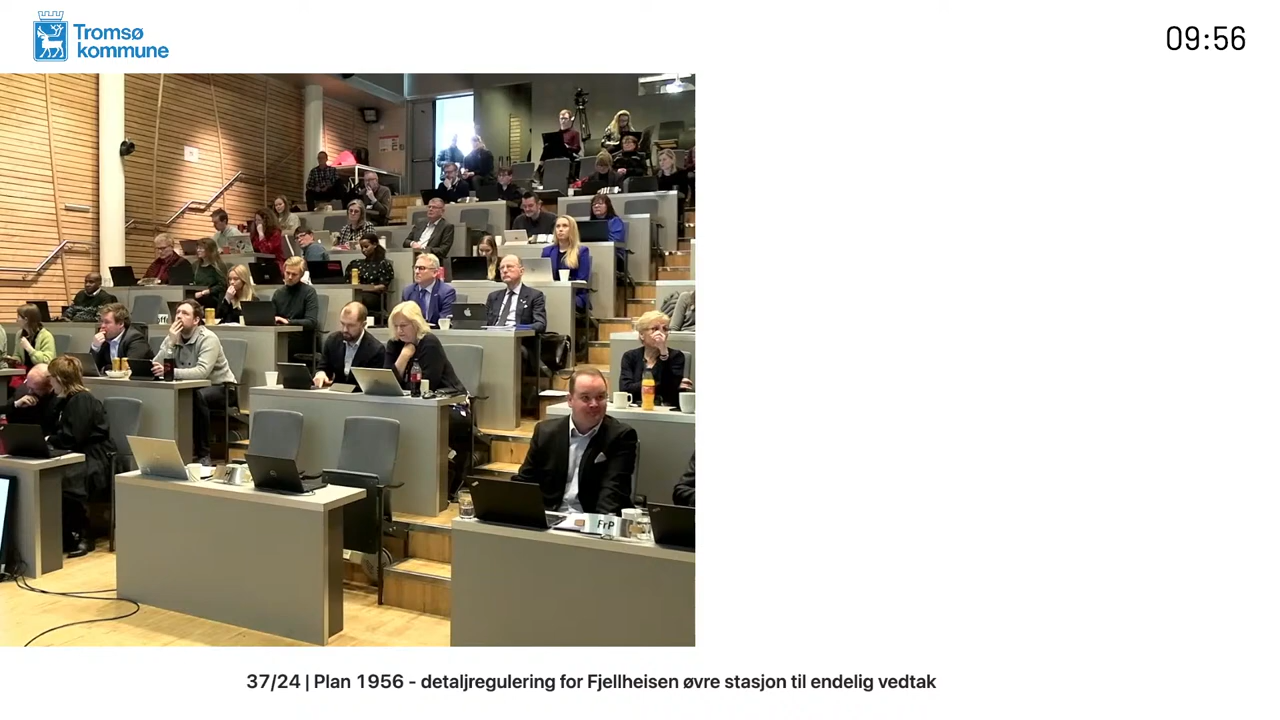 Tromsø
kommune
09:56
H
FrP
37/24 | Plan 1956 - detaljregulering for Fjellheisen øvre stasjon til endelig vedtak